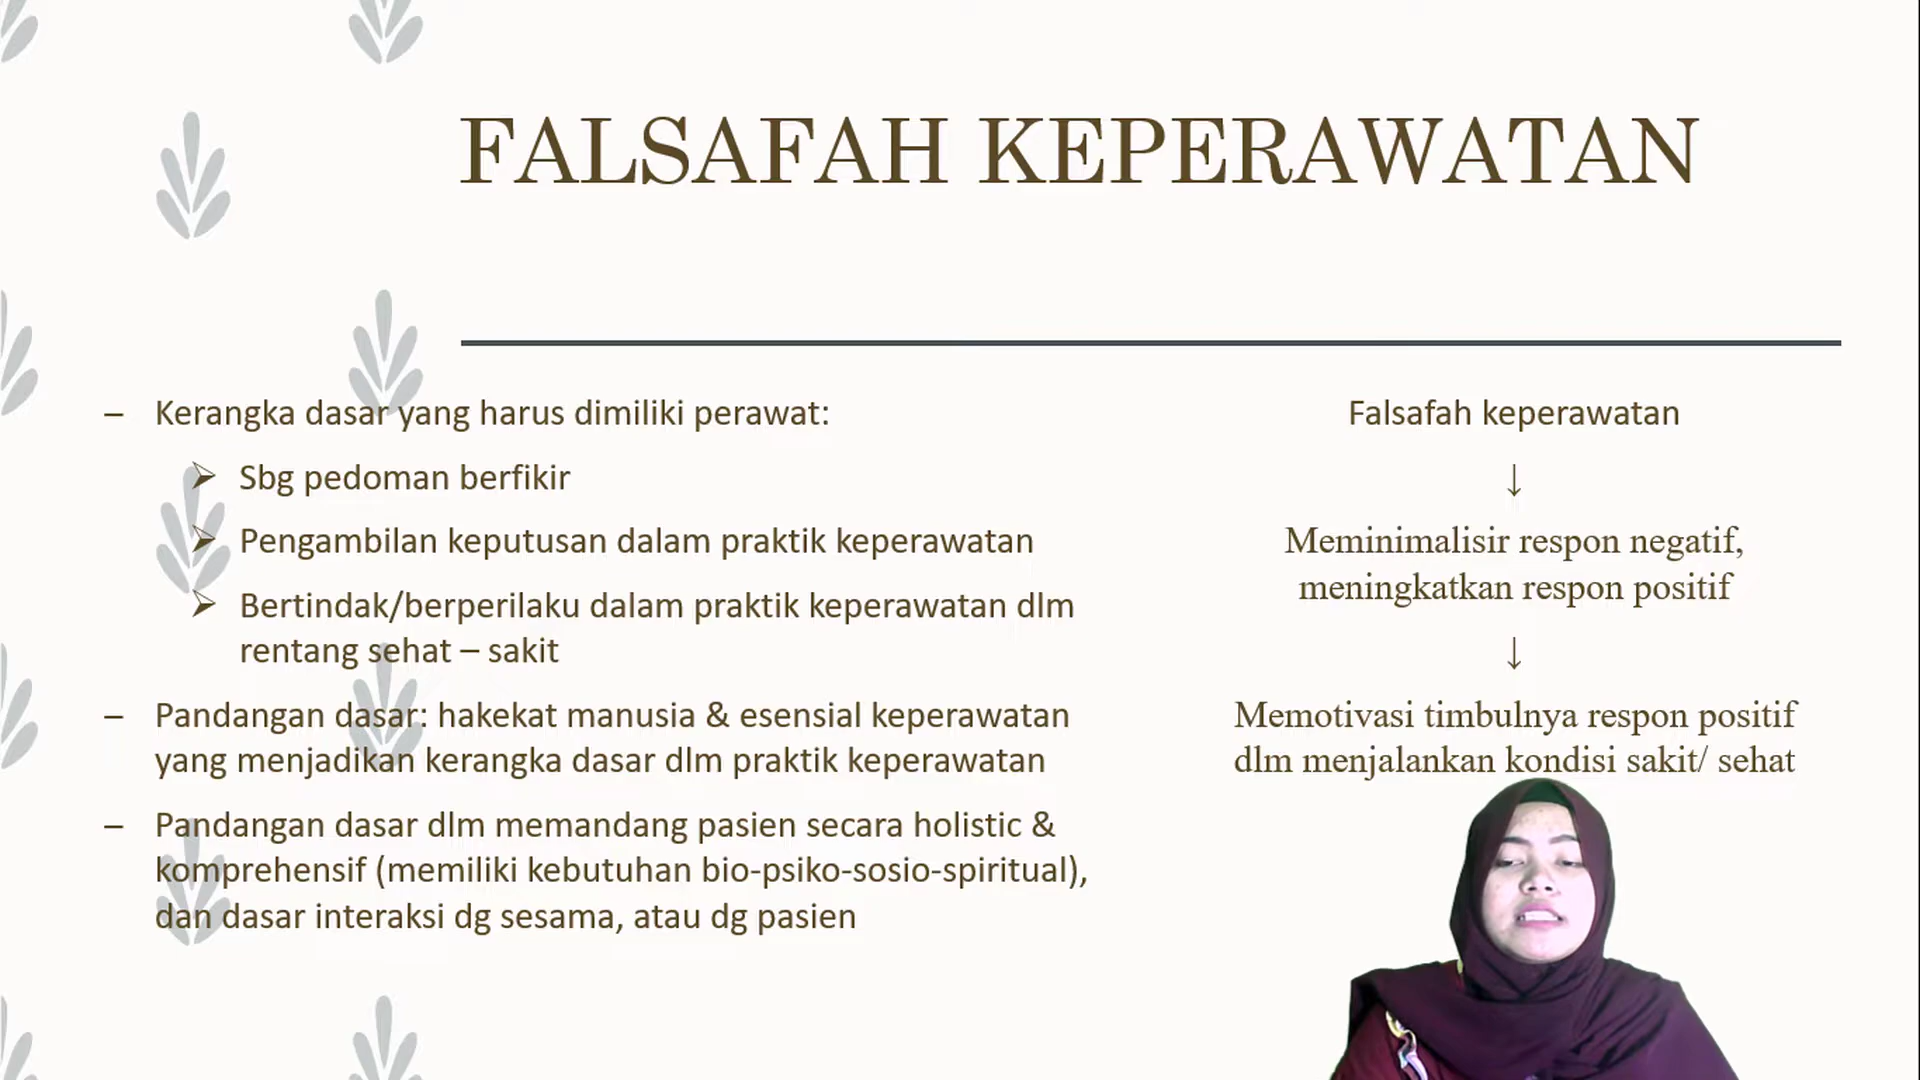 FALSAFAH KEPERAWATAN
– Kerangka dasar yang harus dimiliki perawat:
➢ Sbg pedoman berfikir
➢ Pengambilan keputusan dalam praktik keperawatan
➢ Bertindak/berperilaku dalam praktik keperawatan dlm
rentang sehat – sakit
– Pandangan dasar: hakekat manusia & esensial keperawatan
yang menjadikan kerangka dasar dlm praktik keperawatan
– Pandangan dasar dlm memandang pasien secara holistic &
komprehensif (memiliki kebutuhan bio-psiko-sosio-spiritual),
dan dasar interaksi dg sesama, atau dg pasien
Falsafah keperawatan
↓
Meminimalisir respon negatif,
meningkatkan respon positif
↓
Memotivasi timbulnya respon positif
dlm menjalankan kondisi sakit/ sehat